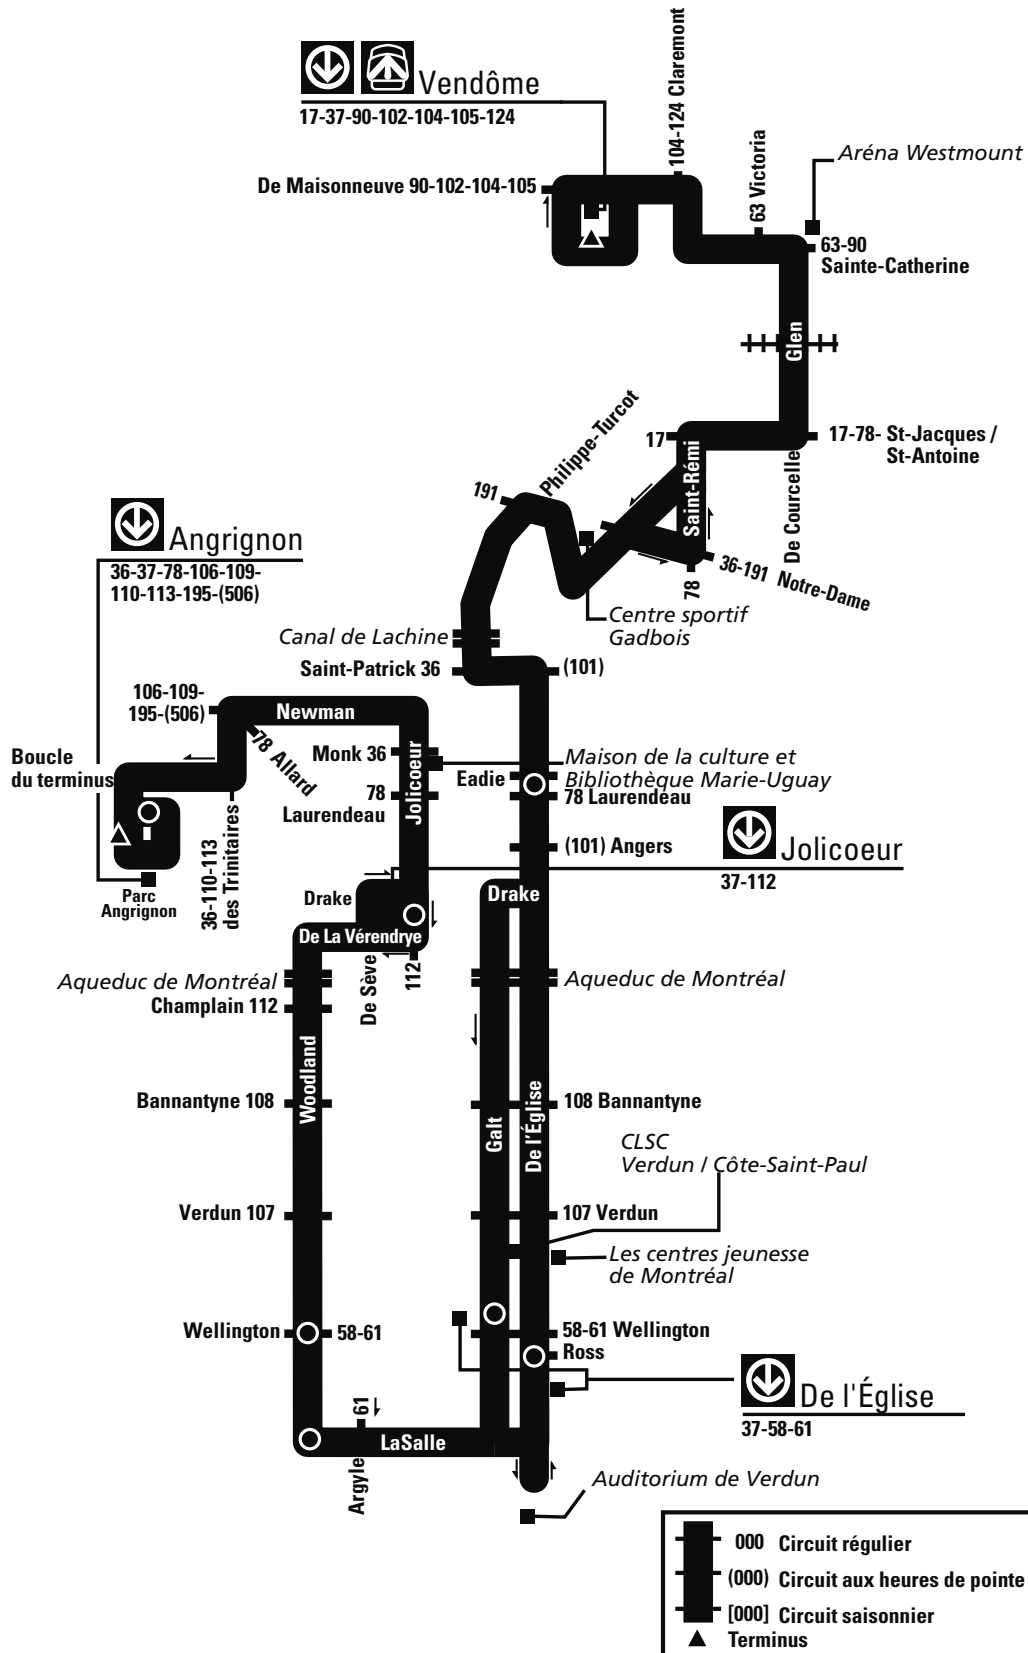 Vendôme
17-37-90-102-104-105-124
104-124 Claremont
63 Victoria
Aréna Westmount
De Maisonneuve 90-102-104-105
63-90
Sainte-Catherine
Glen
17
17-78- St-Jacques /
St-Antoine
Philippe-Turcot
Saint-Rémi
De Courcelle
191
Angrignon
36-37-78-106-109-
110-113-195-(506)
36-191 Notre-Dame
78
Centre sportif
Gadbois
Canal de Lachine
Saint-Patrick 36
(101)
106-109-
195-(506)
Newman
78 Allard
Boucle
du terminus
Monk 36
Jolicoeur
78
Laurendeau
Maison de la culture et
Bibliothèque Marie-Uguay
Eadie
78 Laurendeau
(101) Angers
Jolicoeur
37-112
Parc
Angrignon
36-110-113
des Trinitaires
Drake
Drake
De La Vérendrye
De Sève
112
Aqueduc de Montréal
Aqueduc de Montréal
Champlain 112
Woodland
Bannantyne 108
108 Bannantyne
Galt
De l'Église
CLSC
Verdun / Côte-Saint-Paul
Verdun 107
107 Verdun
Les centres jeunesse
de Montréal
Wellington
58-61
58-61 Wellington
Ross
De l'Église
37-58-61
61
LaSalle
Argyle
Auditorium de Verdun
000 Circuit régulier
(000) Circuit aux heures de pointe
[000] Circuit saisonnier
Terminus